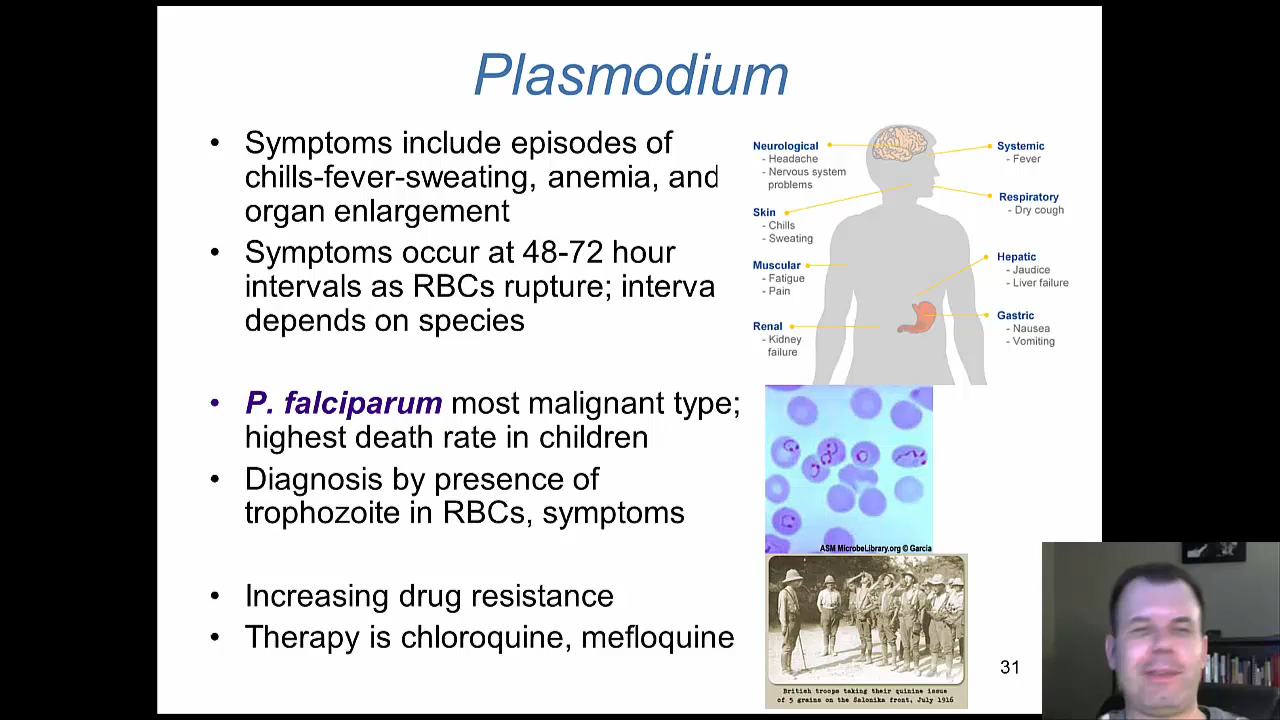 Plasmodium
• Symptoms include episodes of
chills-fever-sweating, anemia, and
organ enlargement
• Symptoms occur at 48-72 hour
intervals as RBCs rupture; interva
depends on species
• P. falciparum most malignant type;
highest death rate in children
• Diagnosis by presence of
trophozoite in RBCs, symptoms
• Increasing drug resistance
• Therapy is chloroquine, mefloquine
Neurological
- Headache
- Nervous system
problems
Skin
- Chills
- Sweating
Muscular
- Fatigue
- Pain
Renal
- Kidney
failure
Systemic
- Fever
Respiratory
- Dry cough
Hepatic
- Jaudice
- Liver failure
Gastric
- Nausea
- Vomiting
ASM MicrobeLibrary.org © Garcia
British troops taking their quinine issue
of 5 grains on the Salonika front, July 1916
31